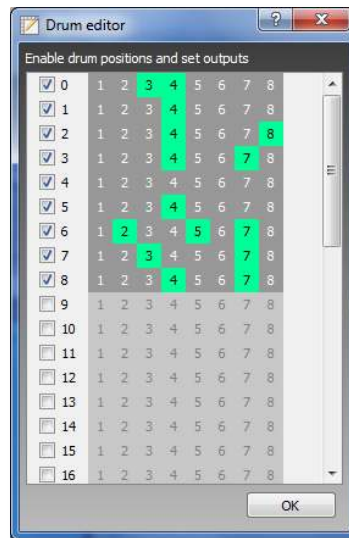 Drum editor
Enable drum positions and set outputs
0 1 2 3 4 5 6 7 8
1 1 2 3 4 5 6 7 8
2 1 2 3 4 5 6 7 8
3 1 2 3 4 5 6 7 8
4 1 2 3 4 5 6 7 8
5 1 2 3 4 5 6 7 8
6 1 2 3 4 5 6 7 8
7 1 2 3 4 5 6 7 8
8 1 2 3 4 5 6 7 8
9 1 2 3 4 5 6 7 8
10 1 2 3 4 5 6 7 8
11 1 2 3 4 5 6 7 8
12 1 2 3 4 5 6 7 8
13 1 2 3 4 5 6 7 8
14 1 2 3 4 5 6 7 8
15 1 2 3 4 5 6 7 8
16 1 2 3 4 5 6 7 8
OK